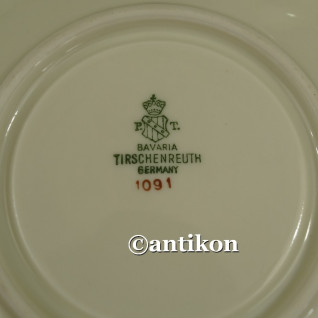 P. T.
BAVARIA
TIRSCHENREUTH
GERMANY
1091
©antikon